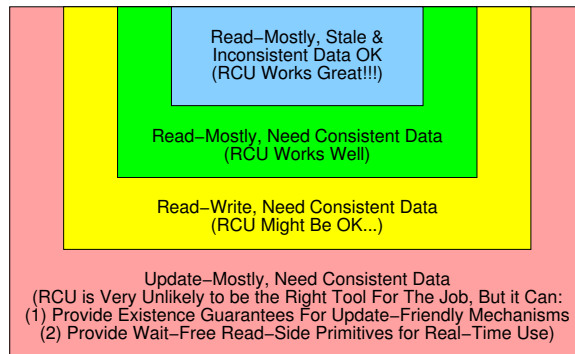 Read−Mostly, Stale &
Inconsistent Data OK
(RCU Works Great!!!)
Read−Mostly, Need Consistent Data
(RCU Works Well)
Read−Write, Need Consistent Data
(RCU Might Be OK...)
Update−Mostly, Need Consistent Data
(RCU is Very Unlikely to be the Right Tool For The Job, But it Can:
(1) Provide Existence Guarantees For Update−Friendly Mechanisms
(2) Provide Wait−Free Read−Side Primitives for Real−Time Use)